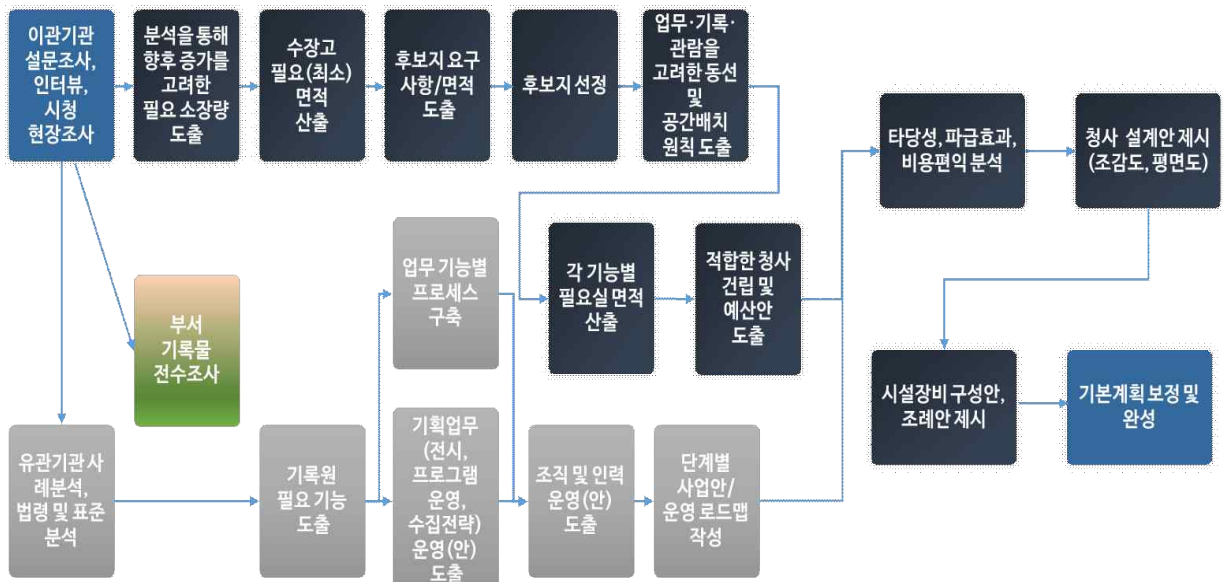 이관기관
설문조사,
인터뷰,
시청
현장조사
분석을 통해
향후 증가를
고려한
필요 소장량
도출
수장고
필요(최소)
면적
산출
후보지 요구
사항/면적
도출
후보지 선정
업무·기록·
관람을
고려한 동선
및
공간배치
원칙 도출
타당성, 파급효과,
비용편익 분석
청사 설계안 제시
(조감도, 평면도)
업무 기능별
프로세스
구축
각 기능별
필요실 면적
산출
적합한 청사
건립 및
예산안
도출
부서
기록물
전수조사
시설장비 구성안,
조례안 제시
기본계획 보정 및
완성
유관기관 사
례분석,
법령 및 표준
분석
기록원
필요 기능
도출
기획업무
(전시,
프로그램
운영,
수집전략)
운영(안)
도출
조직 및 인력
운영(안)
도출
단계별
사업안/
운영 로드맵
작성